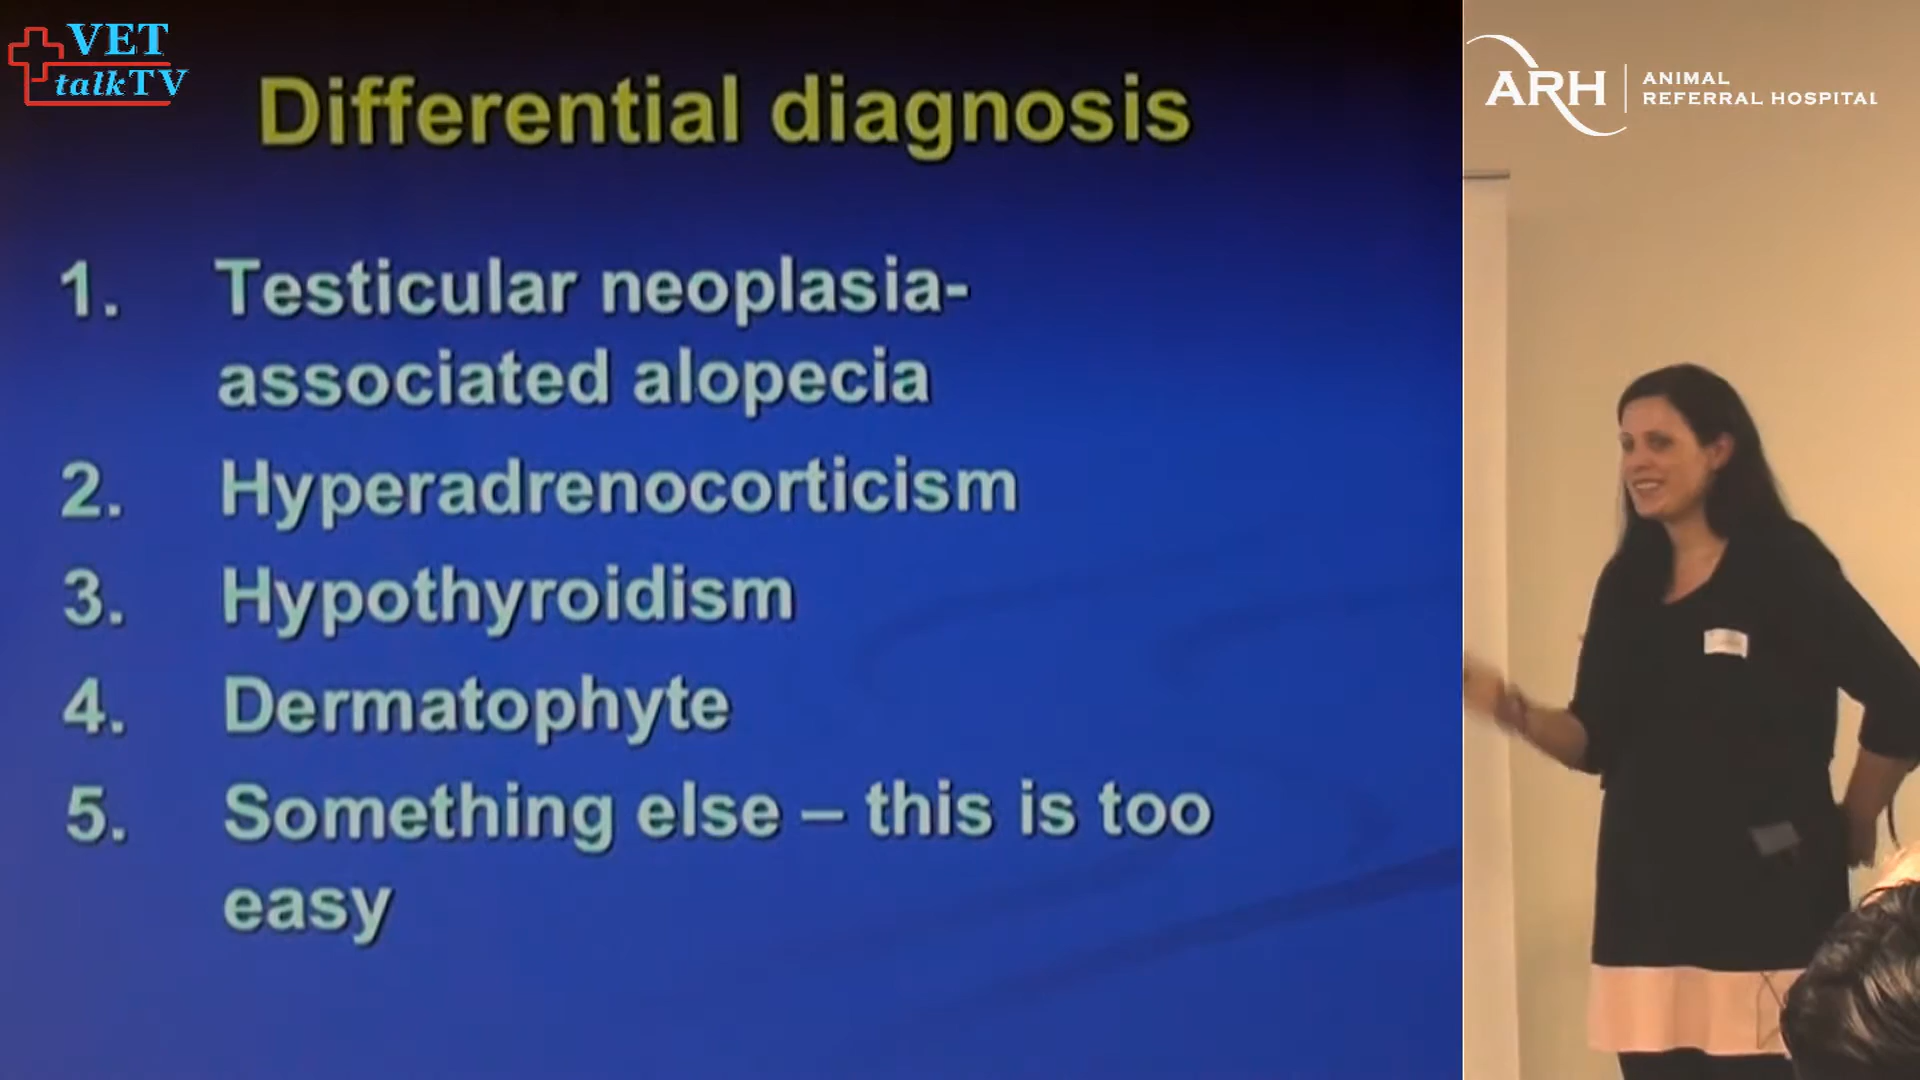 VET
talkTV
Differential diagnosis
1. Testicular neoplasia-
associated alopecia
2. Hyperadrenocorticism
3. Hypothyroidism
4. Dermatophyte
5. Something else – this is too
easy
ARH
ANIMAL
REFERRAL HOSPITAL